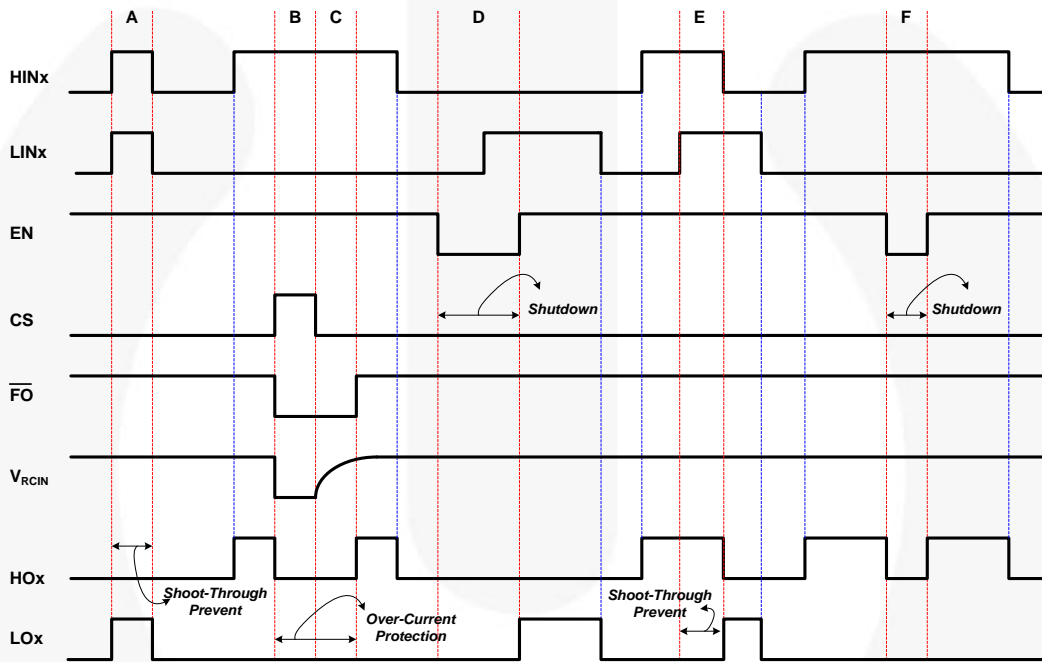 A B C D E F
HINx
LINx
EN
CS
Shutdown
Shutdown
FO
VRCIN
HOx
Shoot-Through
Prevent
Over-Current
Protection
Shoot-Through
Prevent
LOx